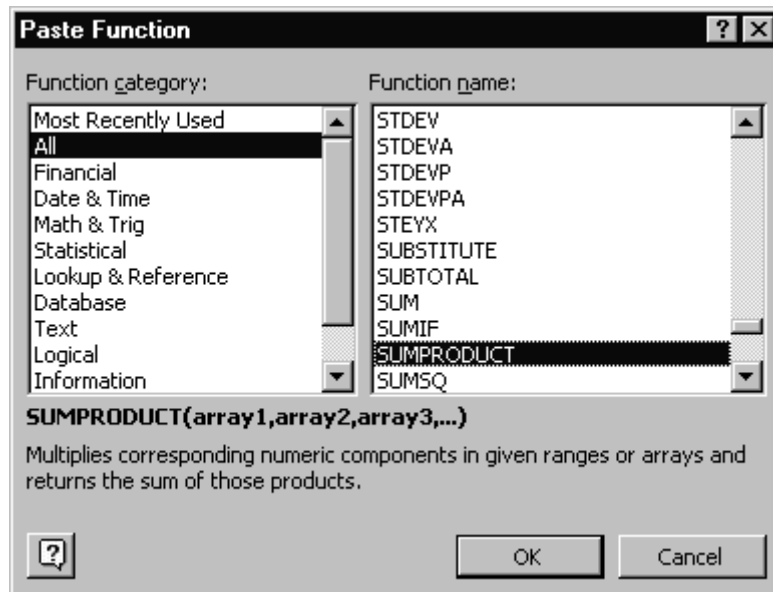 Paste Function
? X
Function category:
Function name:
Most Recently Used
All
Financial
Date & Time
Math & Trig
Statistical
Lookup & Reference
Database
Text
Logical
Information
STDEV
STDEVA
STDEVP
STDEVPA
STEYX
SUBSTITUTE
SUBTOTAL
SUM
SUMIF
SUMPRODUCT
SUMSQ
SUMPRODUCT(array1,array2,array3,...)
Multiplies corresponding numeric components in given ranges or arrays and
returns the sum of those products.
?
OK
Cancel